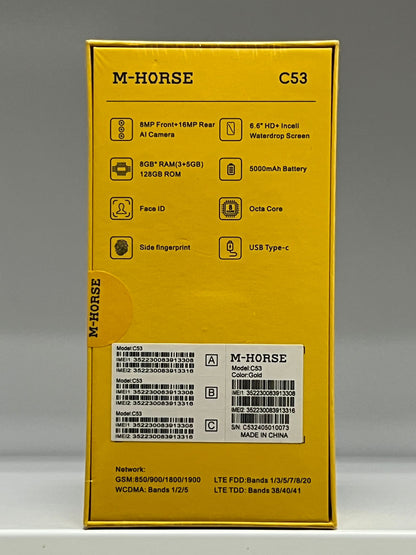 M-HORSE C53
8MP Front+16MP Rear
AI Camera
6.6" HD+ Incell
Waterdrop Screen
8GB* RAM(3+5GB)
128GB ROM
5000mAh Battery
Face ID
8
Octa Core
Side fingerprint
USB Type-c
M-HORSE
Model:C53
IMEI1: 352230083913308
IMEI2: 352230083913316
A
Model:C53
IMEI1: 352230083913308
IMEI2: 352230083913316
B
Model:C53
IMEI1: 352230083913308
IMEI2: 352230083913316
C
M-HORSE
Model:C53
Color:Gold
IMEI1 352230083913308
IMEI2 352230083913316
S/N: C532405010073
MADE IN CHINA
Network:
GSM:850/900/1800/1900
WCDMA: Bands 1/2/5
LTE FDD:Bands 1/3/5/7/8/20
LTE TDD: Bands 38/40/41